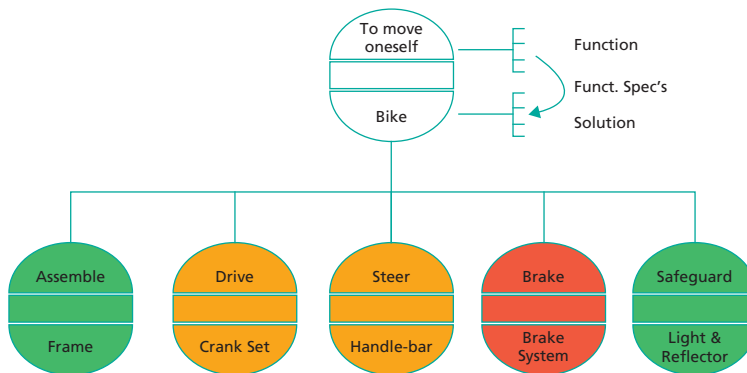 To move
oneself
Function
Funct. Spec's
Bike
Solution
Assemble
Drive
Steer
Brake
Safeguard
Frame
Crank Set
Handle-bar
Brake
System
Light &
Reflector